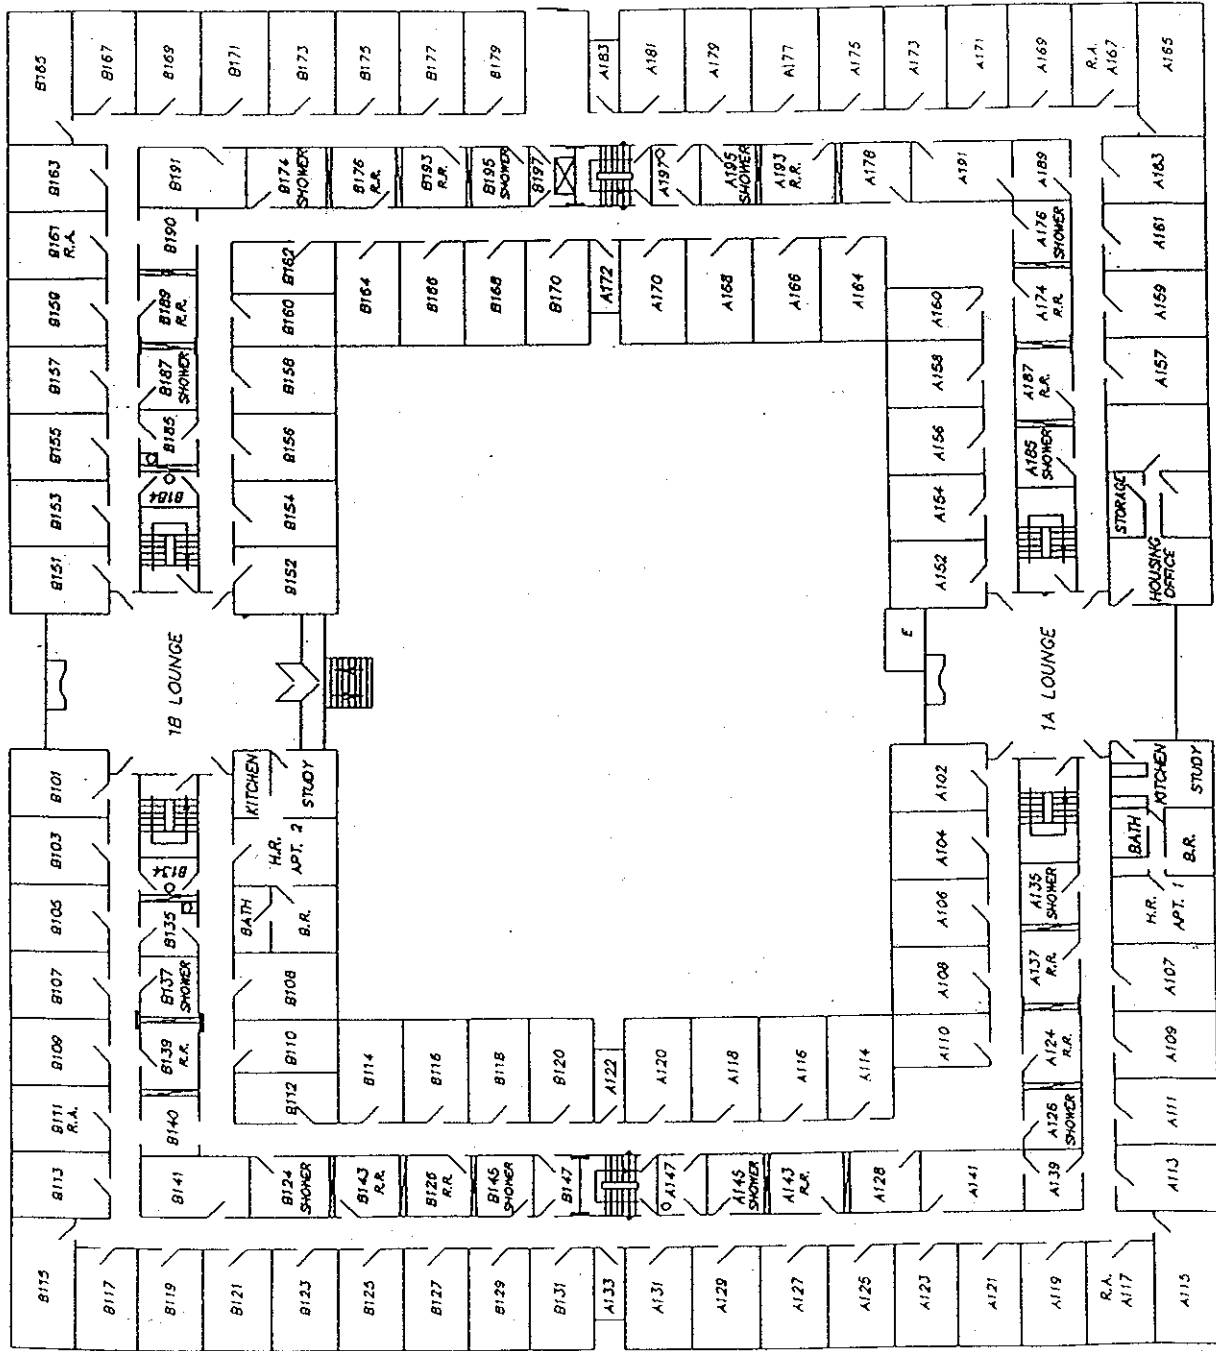 B165
B167
B169
B171
B173
B175
B177
B179
A183
A181
A179
A177
A175
A173
A171
A169
R.A.
A167
A165
B163
B191
B174
SHOWER
B176
R.R.
B193
R.R.
B195
SHOWER
B197
A197
A195
SHOWER
A193
R.R.
A178
A191
A189
A163
B161
R.A.
B190
B162
B164
B166
B168
B170
A172
A170
A168
A166
A164
A176
SHOWER
A161
B159
B189
R.R.
B160
A160
A174
R.R.
A159
B157
B187
SHOWER
B158
A158
A187
R.R.
A157
B155
B185
B156
A156
A185
SHOWER
B153
B184
B154
A154
STORAGE
B151
B152
A152
HOUSING
OFFICE
1B LOUNGE
E
1A LOUNGE
B101
KITCHEN
STUDY
A102
KITCHEN
STUDY
B103
B134
H.R.
APT. 2
A104
BATH
B.R.
B105
B135
BATH
B.R.
A106
A135
SHOWER
H.R.
APT. 1
B107
B137
SHOWER
B108
A108
A137
R.R.
A107
B109
B139
R.R.
B110
B114
B116
B118
B120
A122
A120
A118
A116
A114
A110
A124
R.R.
A109
B111
R.A.
B140
B112
A126
SHOWER
A111
B113
B141
B124
SHOWER
B143
R.R.
B126
R.R.
B145
SHOWER
B147
A147
A145
SHOWER
A143
R.R.
A128
A141
A139
A113
B115
B117
B119
B121
B123
B125
B127
B129
B131
A133
A131
A129
A127
A125
A123
A121
A119
R.A.
A117
A115